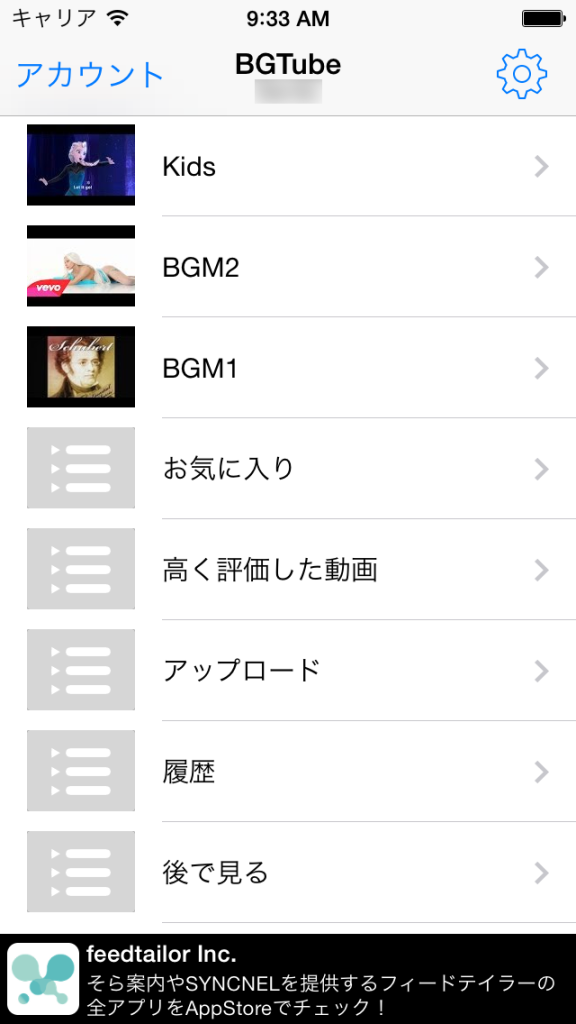 キャリア 9:33 AM
アカウント BGTube
Let it go!
Kids
vevo
BGM2
Schubert
BGM1
お気に入り
高く評価した動画
アップロード
履歴
後で見る
feedtailor Inc.
そら案内やSYNCNELを提供するフィードテイラーの
全アプリをAppStoreでチェック！